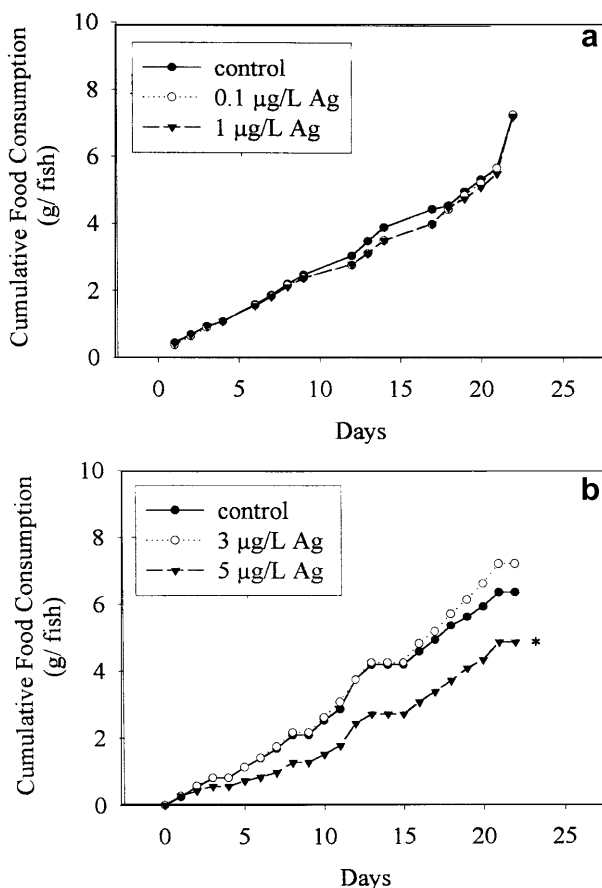 a
10
8
6
4
2
0
Cumulative Food Consumption
(g/ fish)
control
0.1 µg/L Ag
1 µg/L Ag
0 5 10 15 20 25
Days
b
10
8
6
4
2
0
Cumulative Food Consumption
(g/ fish)
control
3 µg/L Ag
5 µg/L Ag
*
0 5 10 15 20 25
Days